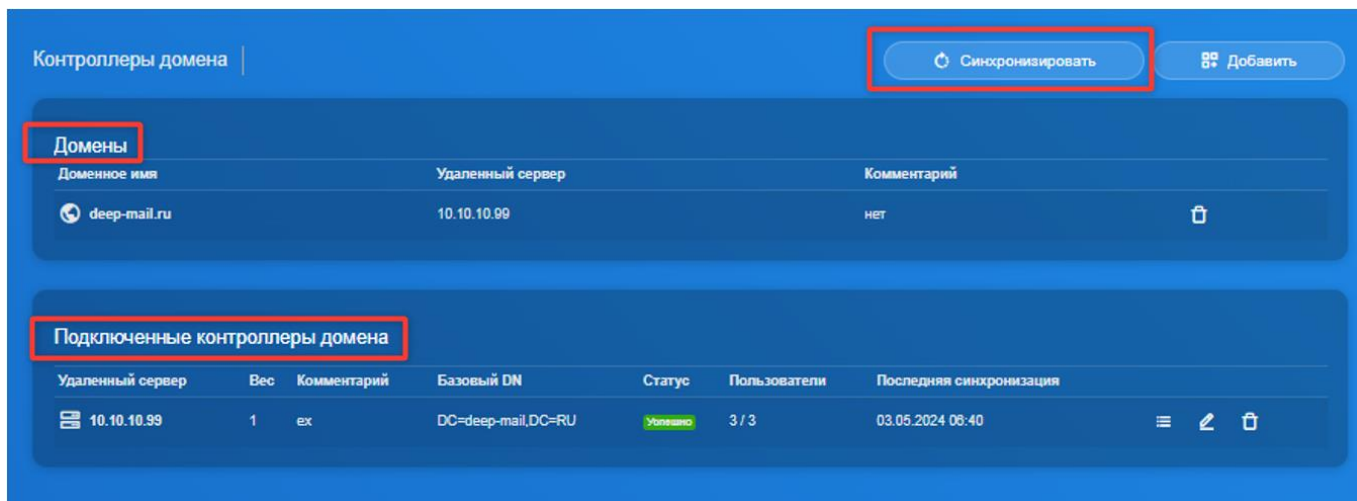 Контроллеры домена
Синхронизировать
Добавить
Домены
Доменное имя Удаленный сервер Комментарий
deep-mail.ru 10.10.10.99 нет
Подключенные контроллеры домена
Удаленный сервер Вес Комментарий Базовый DN Статус Пользователи Последняя синхронизация
10.10.10.99 1 ex DC=deep-mail,DC=RU Успешно 3 / 3 03.05.2024 06:40